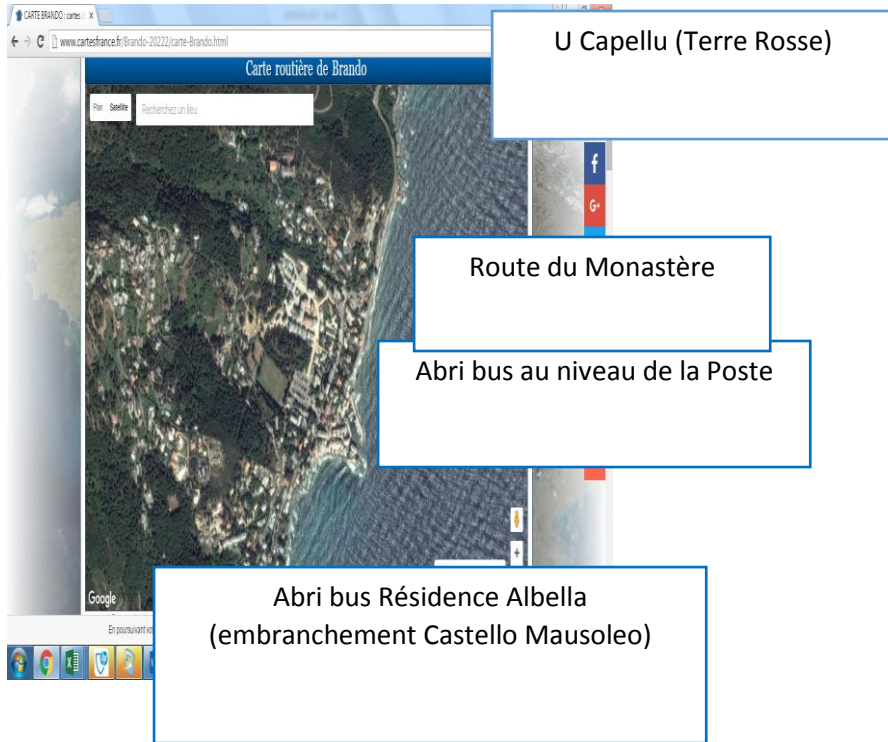 CARTE BRANDO : cartes
www.cartesfrance.fr/Brando-20222/carte-Brando.html
Carte routière de Brando
Plan Satellite Recherchez un lieu
U Capellu (Terre Rosse)
f
G+
Route du Monastère
Abri bus au niveau de la Poste
+
Google
En poursuivant
Abri bus Résidence Albella
(embranchement Castello Mausoleo)